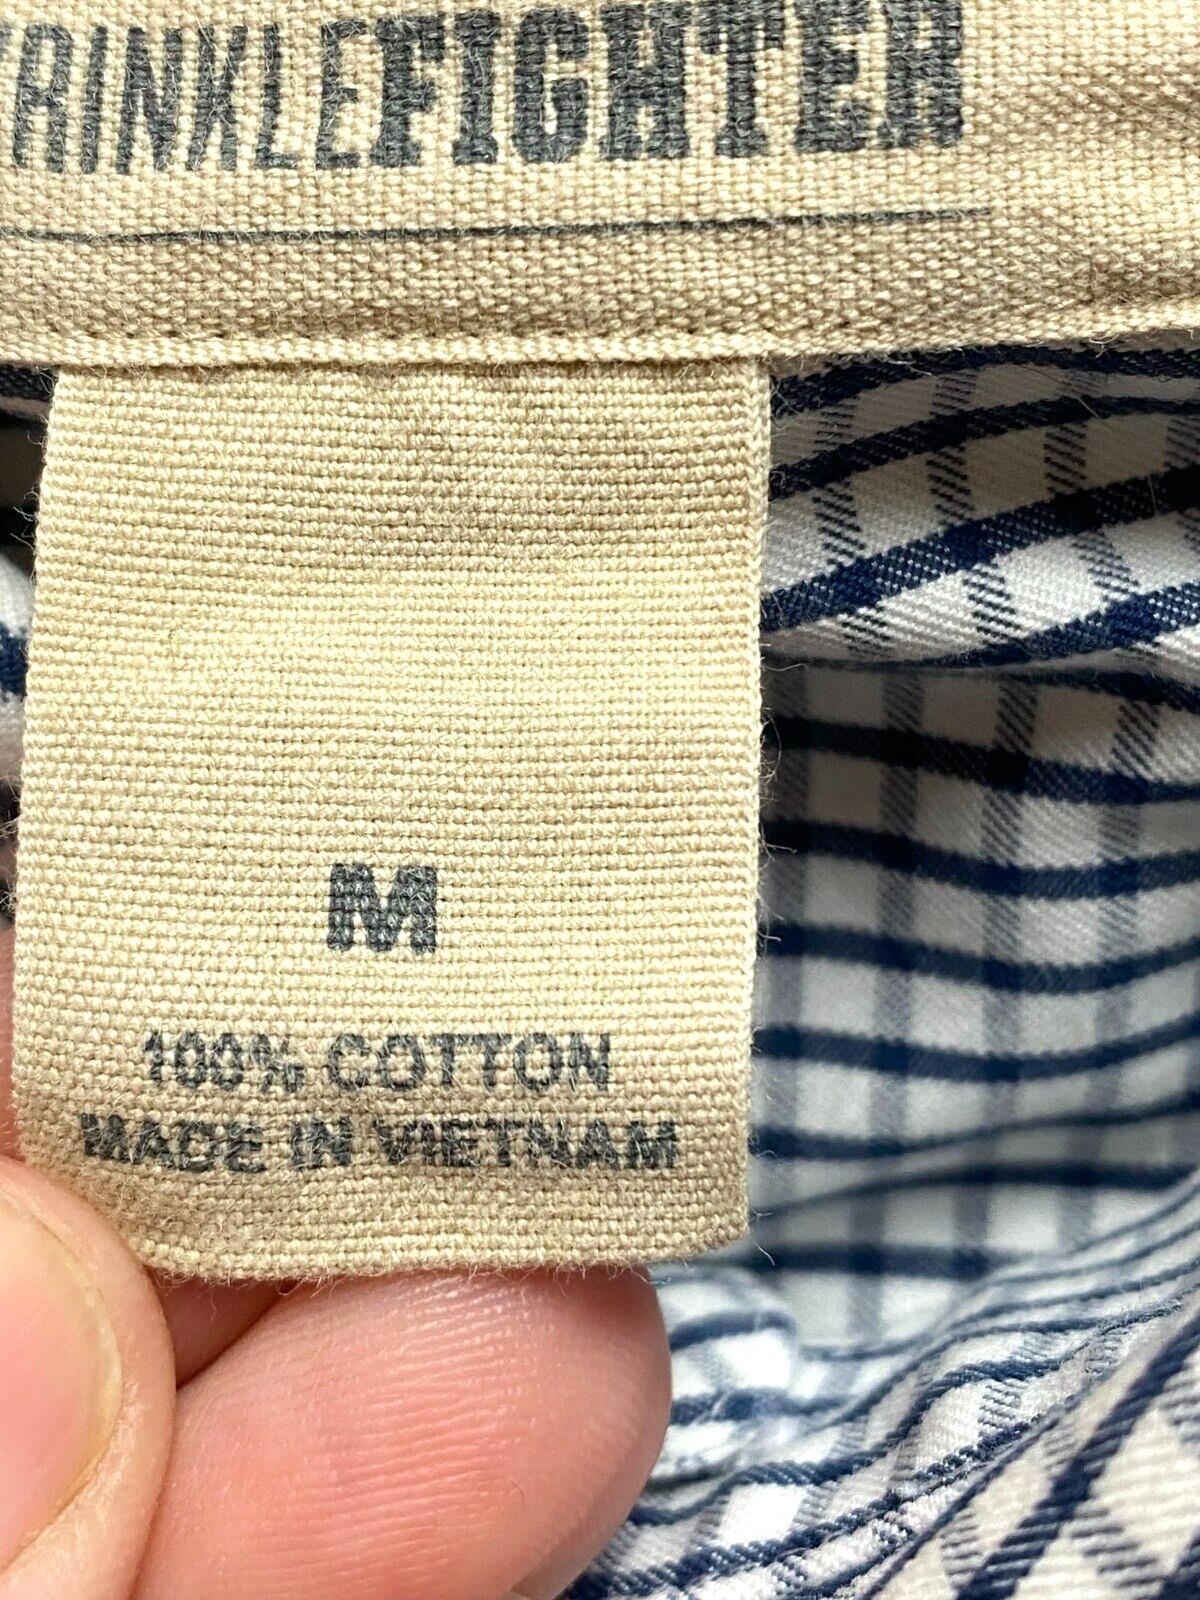 RINKLEFIGHTER
M
100% COTTON
MADE IN VIETNAM